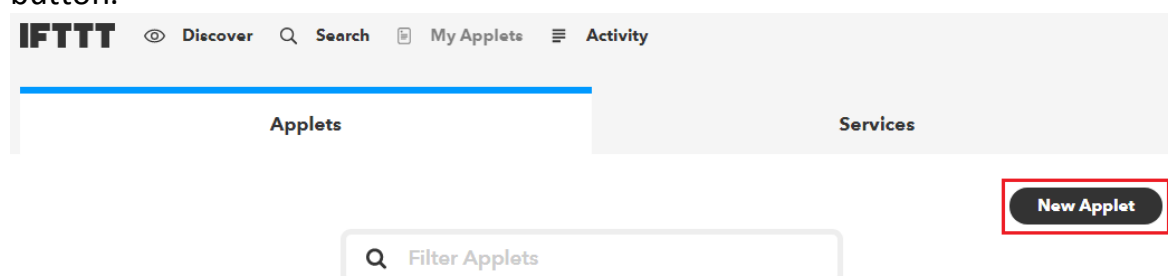 button.
IFTTT Discover Search My Applets Activity
Applets Services
New Applet
Filter Applets